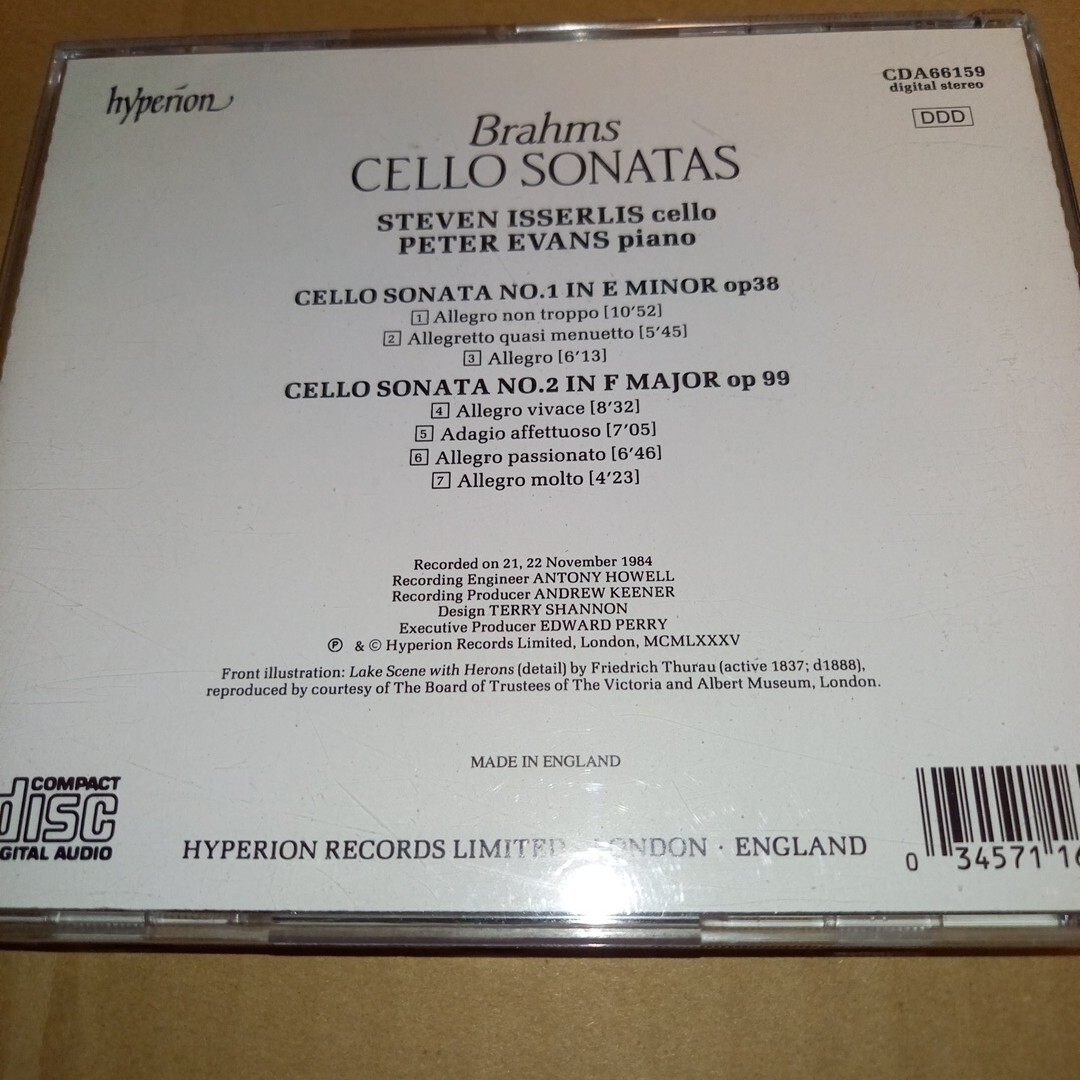 hyperion
CDA66159
digital stereo
DDD
Brahms
CELLO SONATAS
STEVEN ISSERLIS cello
PETER EVANS piano
CELLO SONATA NO.1 IN E MINOR op38
1 Allegro non troppo [10'52]
2 Allegretto quasi menuetto [5'45]
3 Allegro [6'13]
CELLO SONATA NO.2 IN F MAJOR op 99
4 Allegro vivace [8'32]
5 Adagio affettuoso [7'05]
6 Allegro passionato [6'46]
7 Allegro molto [4'23]
Recorded on 21, 22 November 1984
Recording Engineer ANTONY HOWELL
Recording Producer ANDREW KEENER
Design TERRY SHANNON
Executive Producer EDWARD PERRY
℗ & © Hyperion Records Limited, London, MCMLXXXV
Front illustration: Lake Scene with Herons (detail) by Friedrich Thurau (active 1837; d1888),
reproduced by courtesy of The Board of Trustees of The Victoria and Albert Museum, London.
MADE IN ENGLAND
COMPACT
disc
IGITAL AUDIO
HYPERION RECORDS LIMITED · LONDON · ENGLAND
0 34571 16